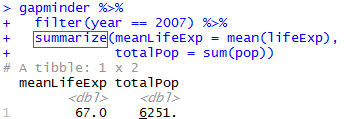 > gapminder %>%
+   filter(year == 2007) %>%
+   summarize(meanLifeExp = mean(lifeExp),
+             totalPop = sum(pop))
# A tibble: 1 x 2
  meanLifeExp totalPop
        <dbl>    <dbl>
1        67.0    6251.